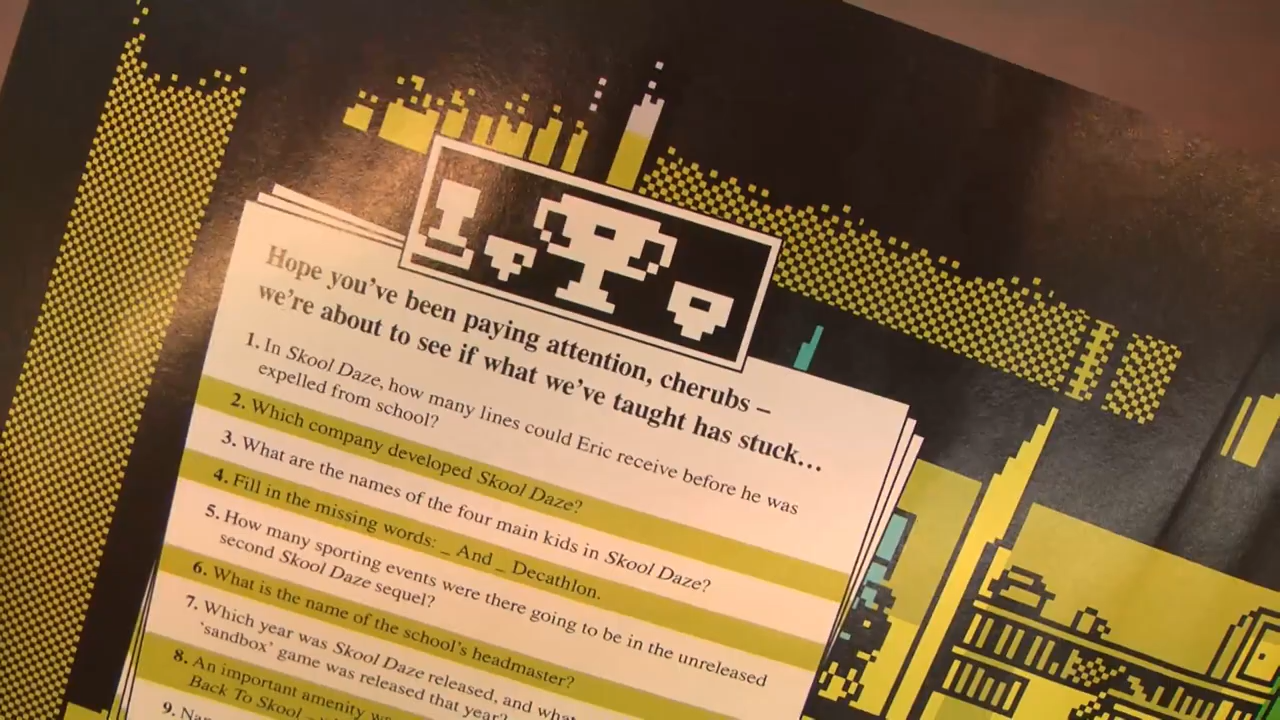 Hope you've been paying attention, cherubs –
we're about to see if what we've taught has stuck...
1. In Skool Daze, how many lines could Eric receive before he was
expelled from school?
2. Which company developed Skool Daze?
3. What are the names of the four main kids in Skool Daze?
4. Fill in the missing words: _ And _ Decathlon.
5. How many sporting events were there going to be in the unreleased
second Skool Daze sequel?
6. What is the name of the school's headmaster?
7. Which year was Skool Daze released, and what
'sandbox' game was released that year?
8. An important amenity
Back To Skool
9.